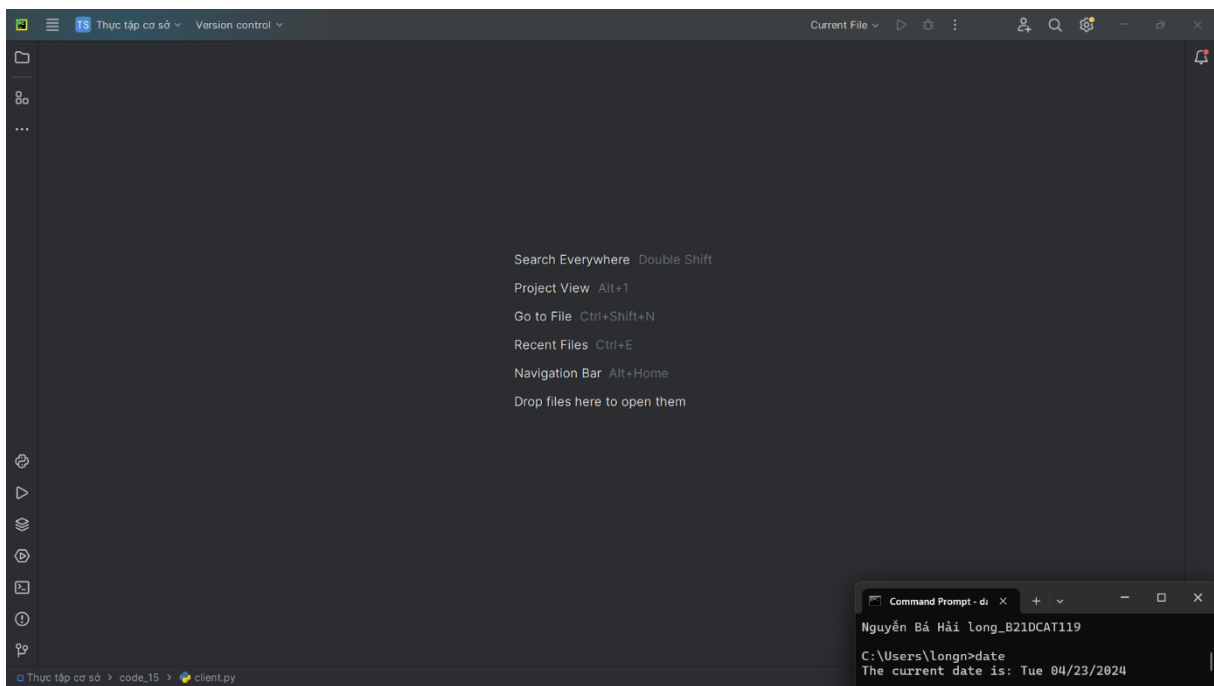 TS Thực tập cơ sở Version control Current File
Search Everywhere Double Shift
Project View Alt+1
Go to File Ctrl+Shift+N
Recent Files Ctrl+E
Navigation Bar Alt+Home
Drop files here to open them
Command Prompt - da
Nguyễn Bá Hải long_B21DCAT119
C:\Users\longn>date
The current date is: Tue 04/23/2024
Thực tập cơ sở > code_15 > client.py